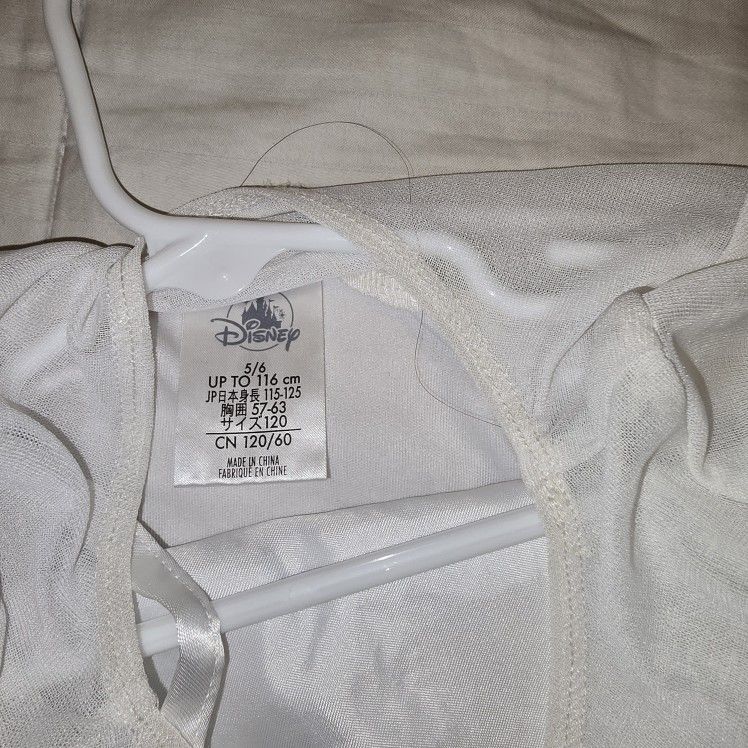 Disney
5/6
UP TO 116 cm
JP日本身長 115-125
胸囲 57-63
サイズ120
CN 120/60
MADE IN CHINA
FABRIQUÉ EN CHINE